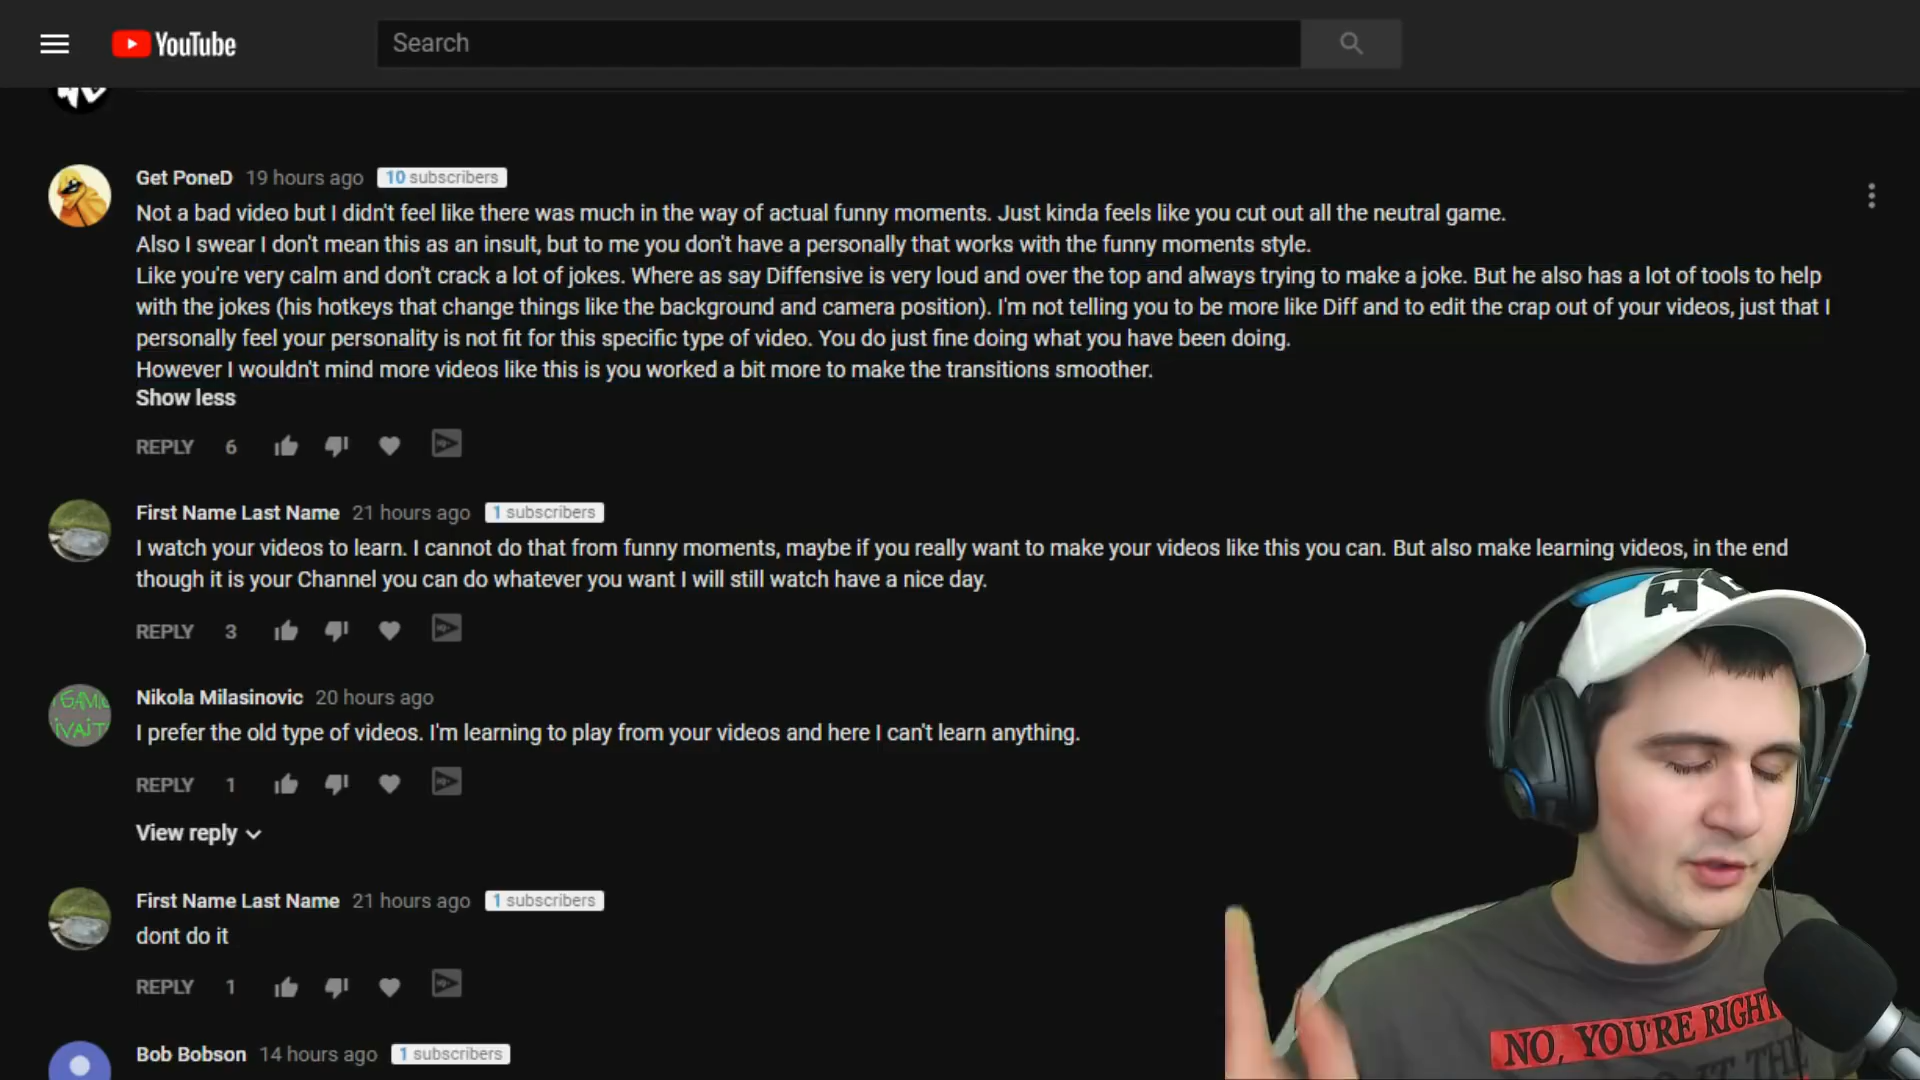 YouTube
Search
Get PoneD 19 hours ago 10 subscribers
Not a bad video but I didn't feel like there was much in the way of actual funny moments. Just kinda feels like you cut out all the neutral game.
Also I swear I don't mean this as an insult, but to me you don't have a personally that works with the funny moments style.
Like you're very calm and don't crack a lot of jokes. Where as say Diffensive is very loud and over the top and always trying to make a joke. But he also has a lot of tools to help
with the jokes (his hotkeys that change things like the background and camera position). I'm not telling you to be more like Diff and to edit the crap out of your videos, just that I
personally feel your personality is not fit for this specific type of video. You do just fine doing what you have been doing.
However I wouldn't mind more videos like this is you worked a bit more to make the transitions smoother.
Show less
REPLY 6
First Name Last Name 21 hours ago 1 subscribers
I watch your videos to learn. I cannot do that from funny moments, maybe if you really want to make your videos like this you can. But also make learning videos, in the end
though it is your Channel you can do whatever you want I will still watch have a nice day.
REPLY 3
Nikola Milasinovic 20 hours ago
I prefer the old type of videos. I'm learning to play from your videos and here I can't learn anything.
REPLY 1
View reply
First Name Last Name 21 hours ago 1 subscribers
dont do it
REPLY 1
Bob Bobson 14 hours ago 1 subscribers
NO, YOU'RE RIGHT